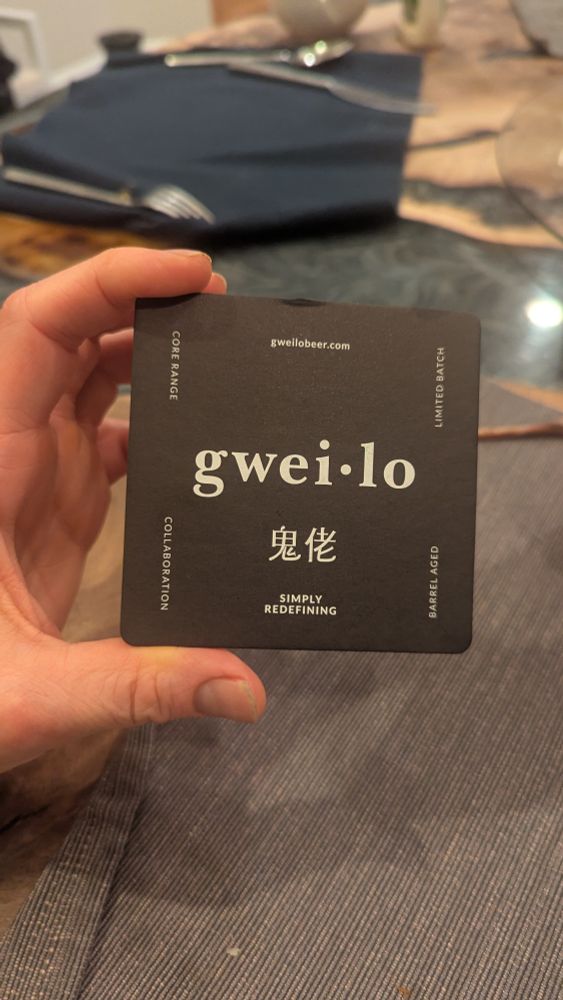 gweilobeer.com
CORE RANGE
LIMITED BATCH
gwei·lo
鬼佬
COLLABORATION
BARREL AGED
SIMPLY
REDEFINING